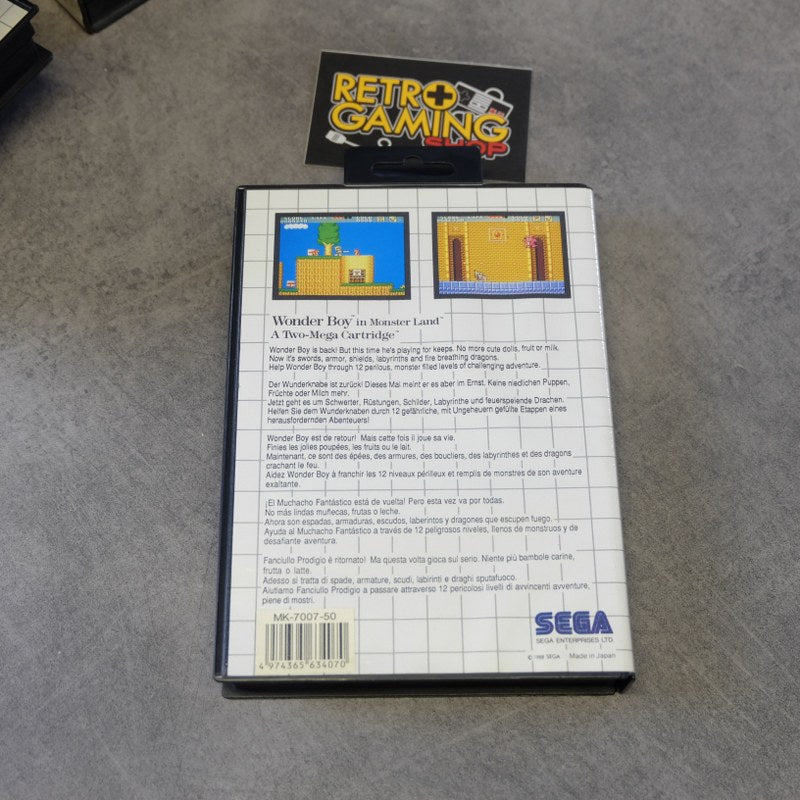 RETRO
GAMING
SHOP
Wonder Boy™ in Monster Land™
A Two-Mega Cartridge™
Wonder Boy is back! But this time he's playing for keeps. No more cute dolls, fruit or milk.
Now it's swords, armor, shields, labyrinths and fire breathing dragons.
Help Wonder Boy through 12 perilous, monster filled levels of challenging adventure.
Der Wunderknabe ist zurück! Dieses Mal meint er es aber im Ernst. Keine niedlichen Puppen,
Früchte oder Milch mehr.
Jetzt geht es um Schwerter, Rüstungen, Schilder, Labyrinthe und feuerspeiende Drachen.
Helfen Sie dem Wunderknaben durch 12 gefährliche, mit Ungeheuern gefüllte Etappen eines
herausfordernden Abenteuers!
Wonder Boy est de retour! Mais cette fois il joue sa vie.
Finies les jolies poupées, les fruits ou le lait.
Maintenant, ce sont des épées, des armures, des boucliers, des labyrinthes et des dragons
crachant le feu.
Aidez Wonder Boy à franchir les 12 niveaux périlleux et remplis de monstres de son aventure
exaltante.
¡El Muchacho Fantástico está de vuelta! Pero esta vez va por todas.
No más lindas muñecas, frutas o leche.
Ahora son espadas, armaduras, escudos, laberintos y dragones que escupen fuego.
Ayuda al Muchacho Fantástico a través de 12 peligrosos niveles, llenos de monstruos y de
desafiante aventura.
Fanciullo Prodigio è ritornato! Ma questa volta gioca sul serio. Niente più bambole carine,
frutta o latte.
Adesso si tratta di spade, armature, scudi, labirinti e draghi sputafuoco.
Aiutiamo Fanciullo Prodigio a passare attraverso 12 pericolosi livelli di avvincenti avventure,
piene di mostri.
MK-7007-50
4 974365 634070
SEGA
SEGA ENTERPRISES LTD.
© 1988 SEGA Made in Japan